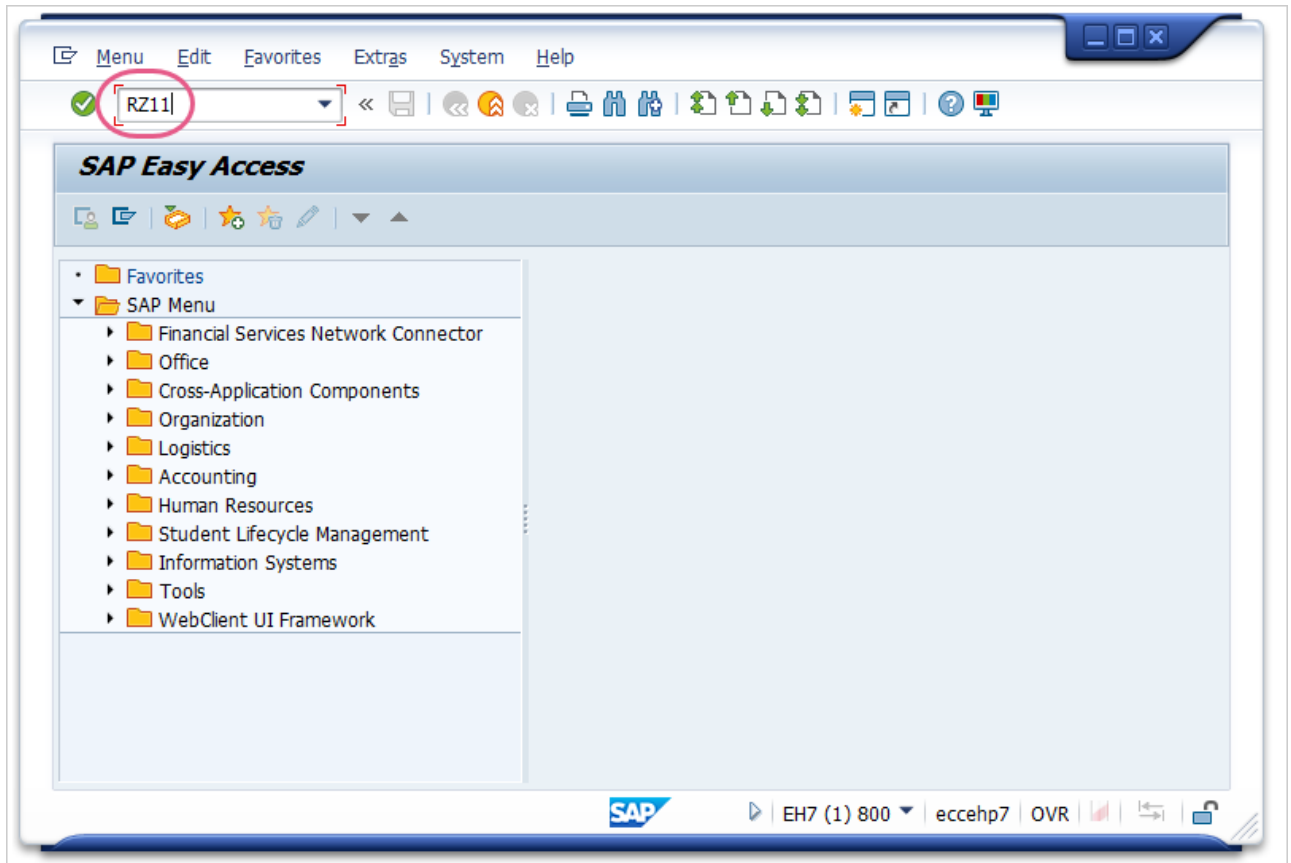 Menu Edit Favorites Extras System Help
RZ11
SAP Easy Access
Favorites
SAP Menu
Financial Services Network Connector
Office
Cross-Application Components
Organization
Logistics
Accounting
Human Resources
Student Lifecycle Management
Information Systems
Tools
WebClient UI Framework
SAP EH7 (1) 800 eccehp7 OVR